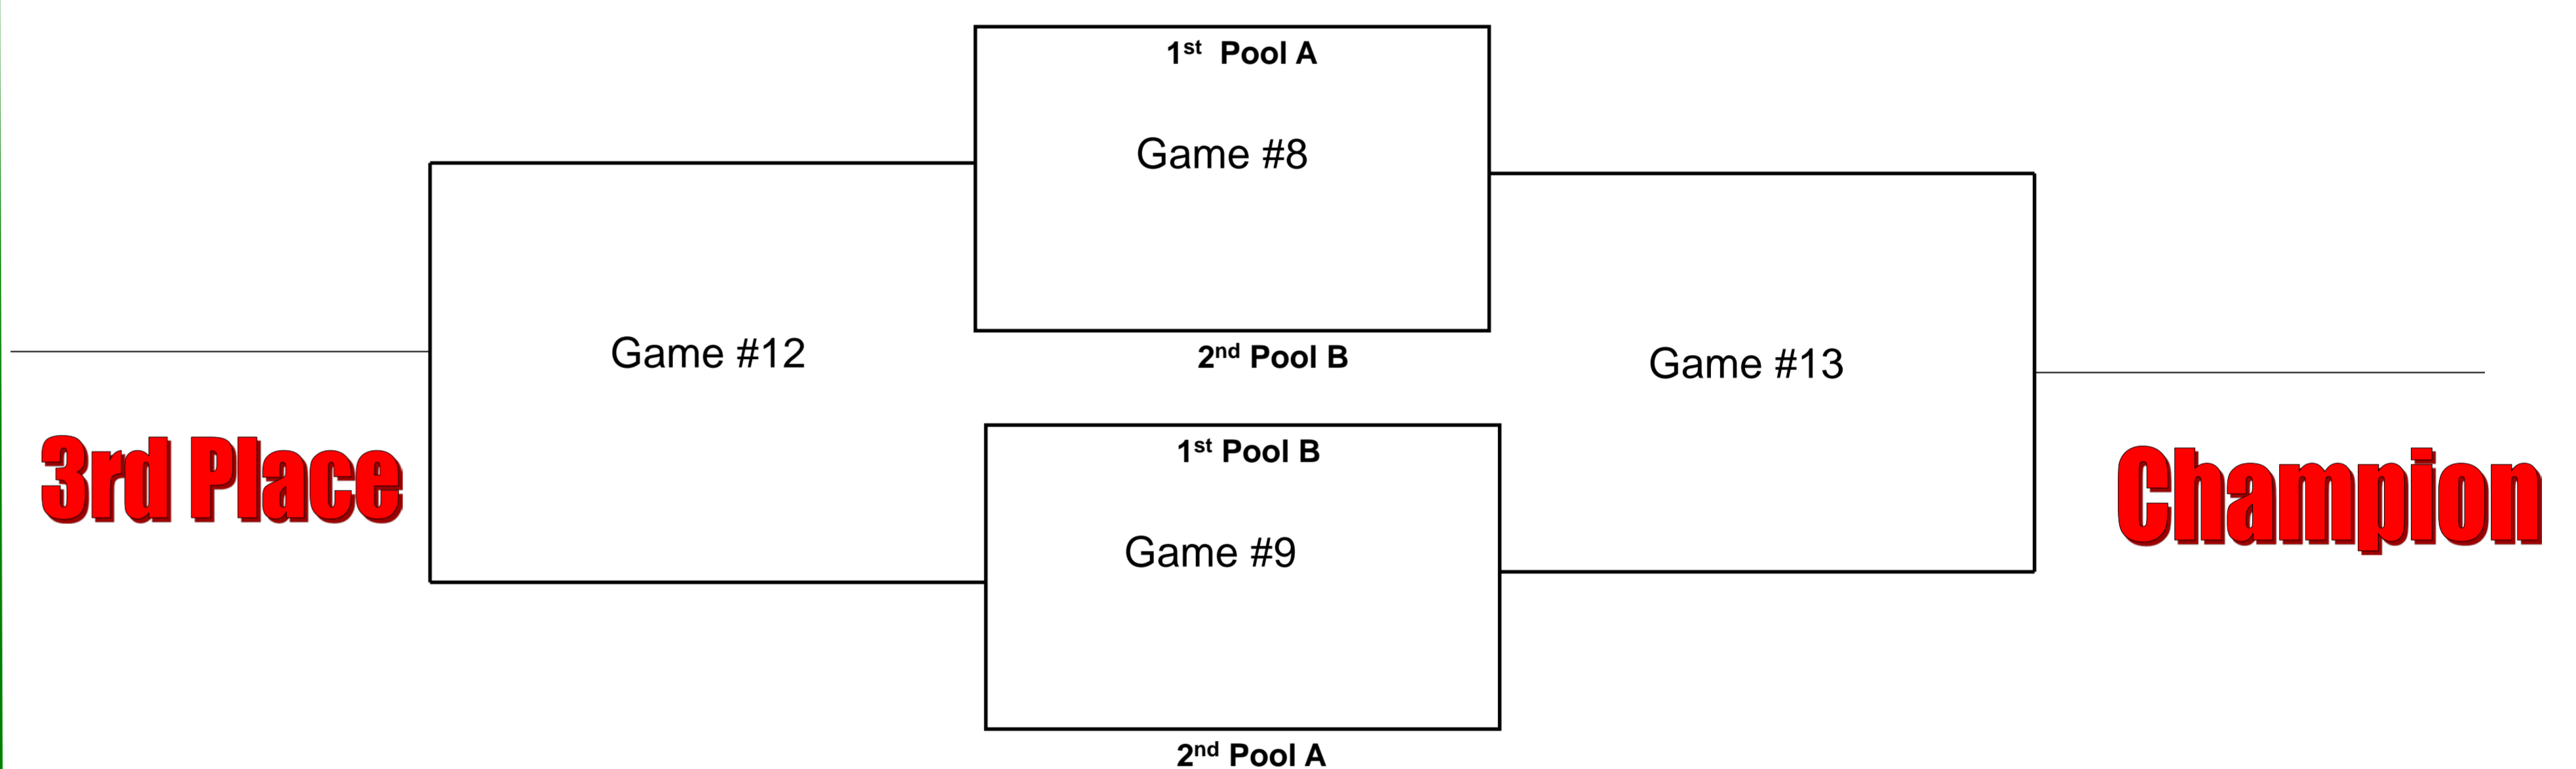 1st Pool A
Game #8
2nd Pool B
Game #12
Game #13
3rd Place
1st Pool B
Champion
Game #9
2nd Pool A